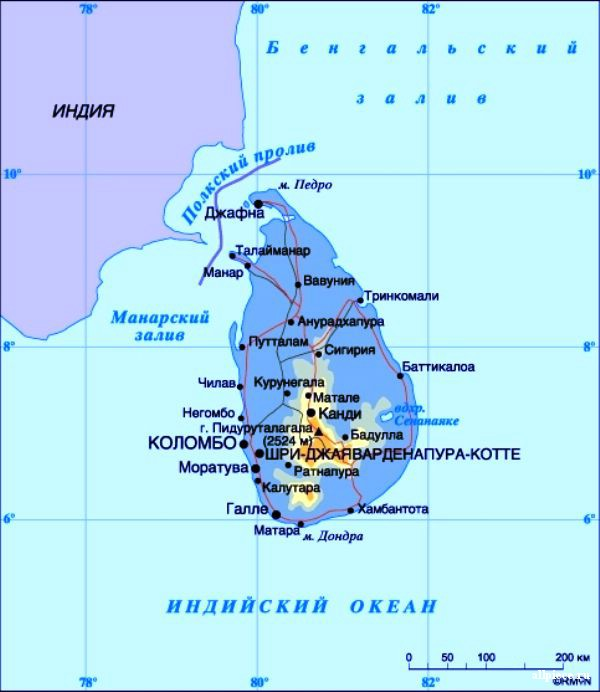 78°
80°
82°
Бенгальский
залив
ИНДИЯ
10°
10°
Полкский пролив
м. Педро
Джафна
Талайманар
Манар
Вавуния
Тринкомали
Манарский
залив
Анурадхапура
Путталам
8°
8°
Сигирия
Баттикалоа
Чилав
Курунегала
Матале
Канди
вдхр.
Сенанаяке
Негомбо
г. Пидуруталагала
(2524 м)
Бадулла
КОЛОМБО
ШРИ-ДЖАЯВАРДЕНАПУРА-КОТТЕ
Моратува
Ратнапура
Калутара
Галле
Хамбантота
6°
6°
Матара
м. Дондра
ИНДИЙСКИЙ ОКЕАН
0 50 100 200 км
78°
80°
82°
©RMYN